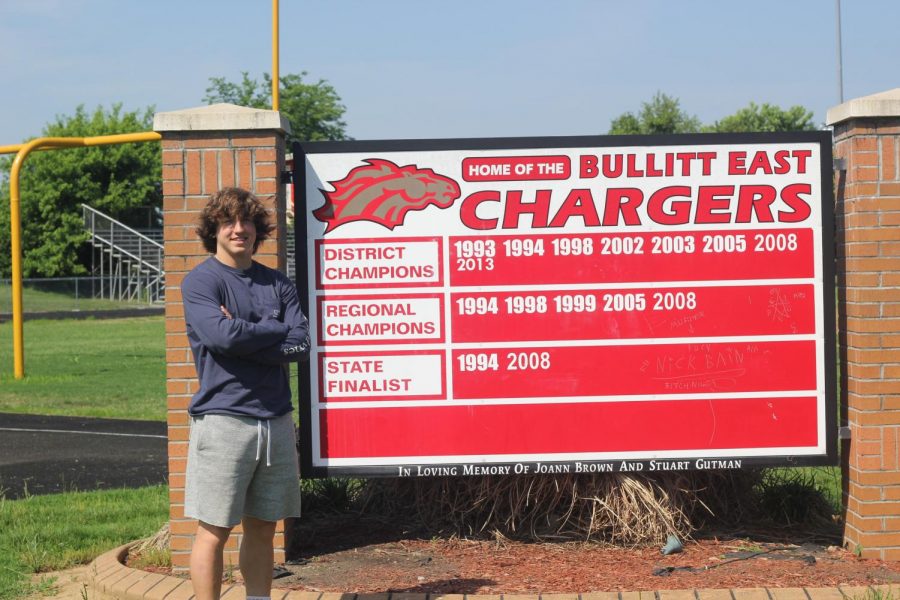 HOME OF THE BULLITT EAST
CHARGERS
DISTRICT
CHAMPIONS
1993 1994 1998 2002 2003 2005 2008
2013
REGIONAL
CHAMPIONS
1994 1998 1999 2005 2008
STATE
FINALIST
1994 2008
NICK BAIN
IN LOVING MEMORY OF JOANN BROWN AND STUART GUTMAN